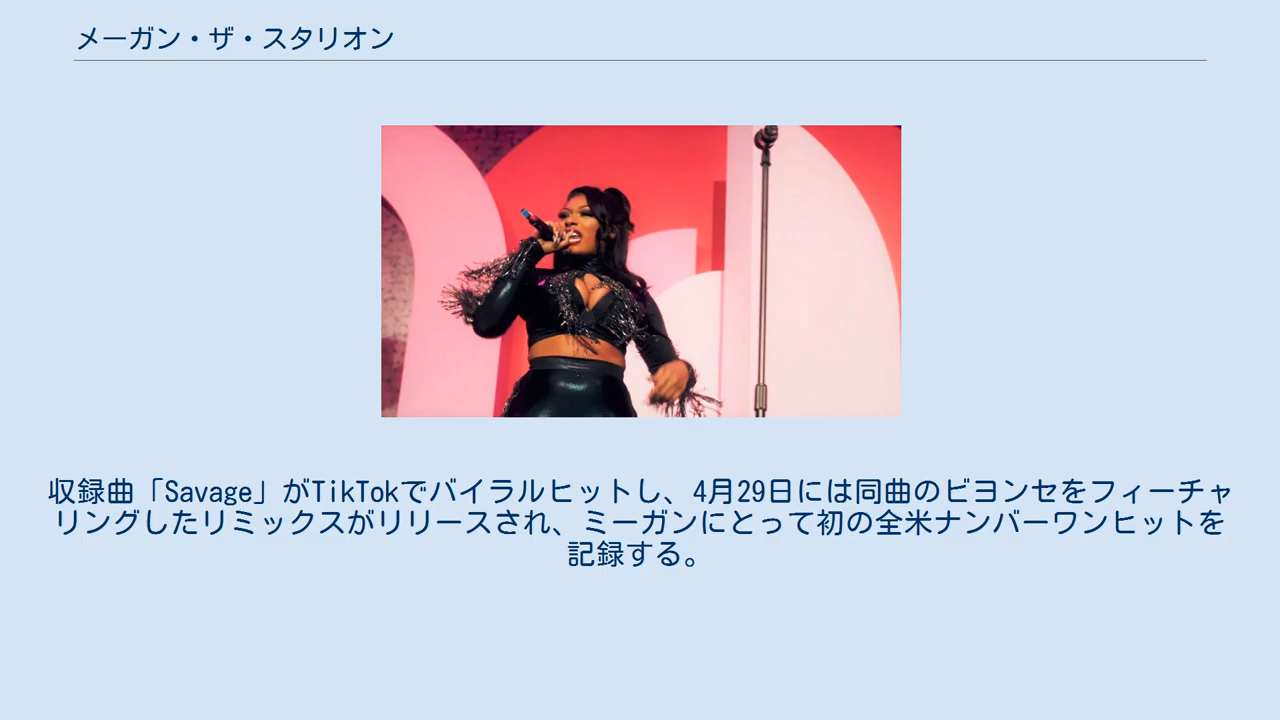 メーガン・ザ・スタリオン
収録曲「Savage」がTikTokでバイラルヒットし、4月29日には同曲のビヨンセをフィーチャ
リングしたリミックスがリリースされ、ミーガンにとって初の全米ナンバーワンヒットを
記録する。